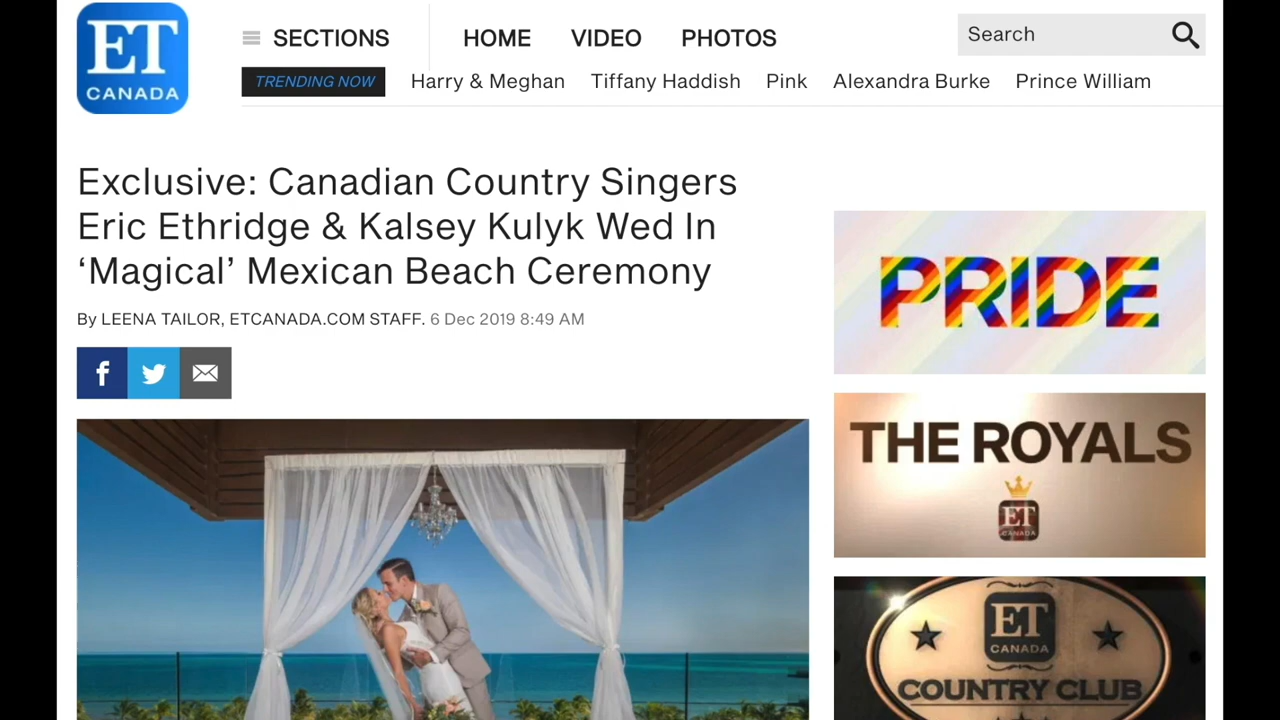 ET
CANADA
SECTIONS
HOME
VIDEO
PHOTOS
Search
TRENDING NOW
Harry & Meghan
Tiffany Haddish
Pink
Alexandra Burke
Prince William
Exclusive: Canadian Country Singers
Eric Ethridge & Kalsey Kulyk Wed In
‘Magical’ Mexican Beach Ceremony
By LEENA TAILOR, ETCANADA.COM STAFF. 6 Dec 2019 8:49 AM
f
PRIDE
THE ROYALS
ET
CANADA
ET
CANADA
COUNTRY CLUB